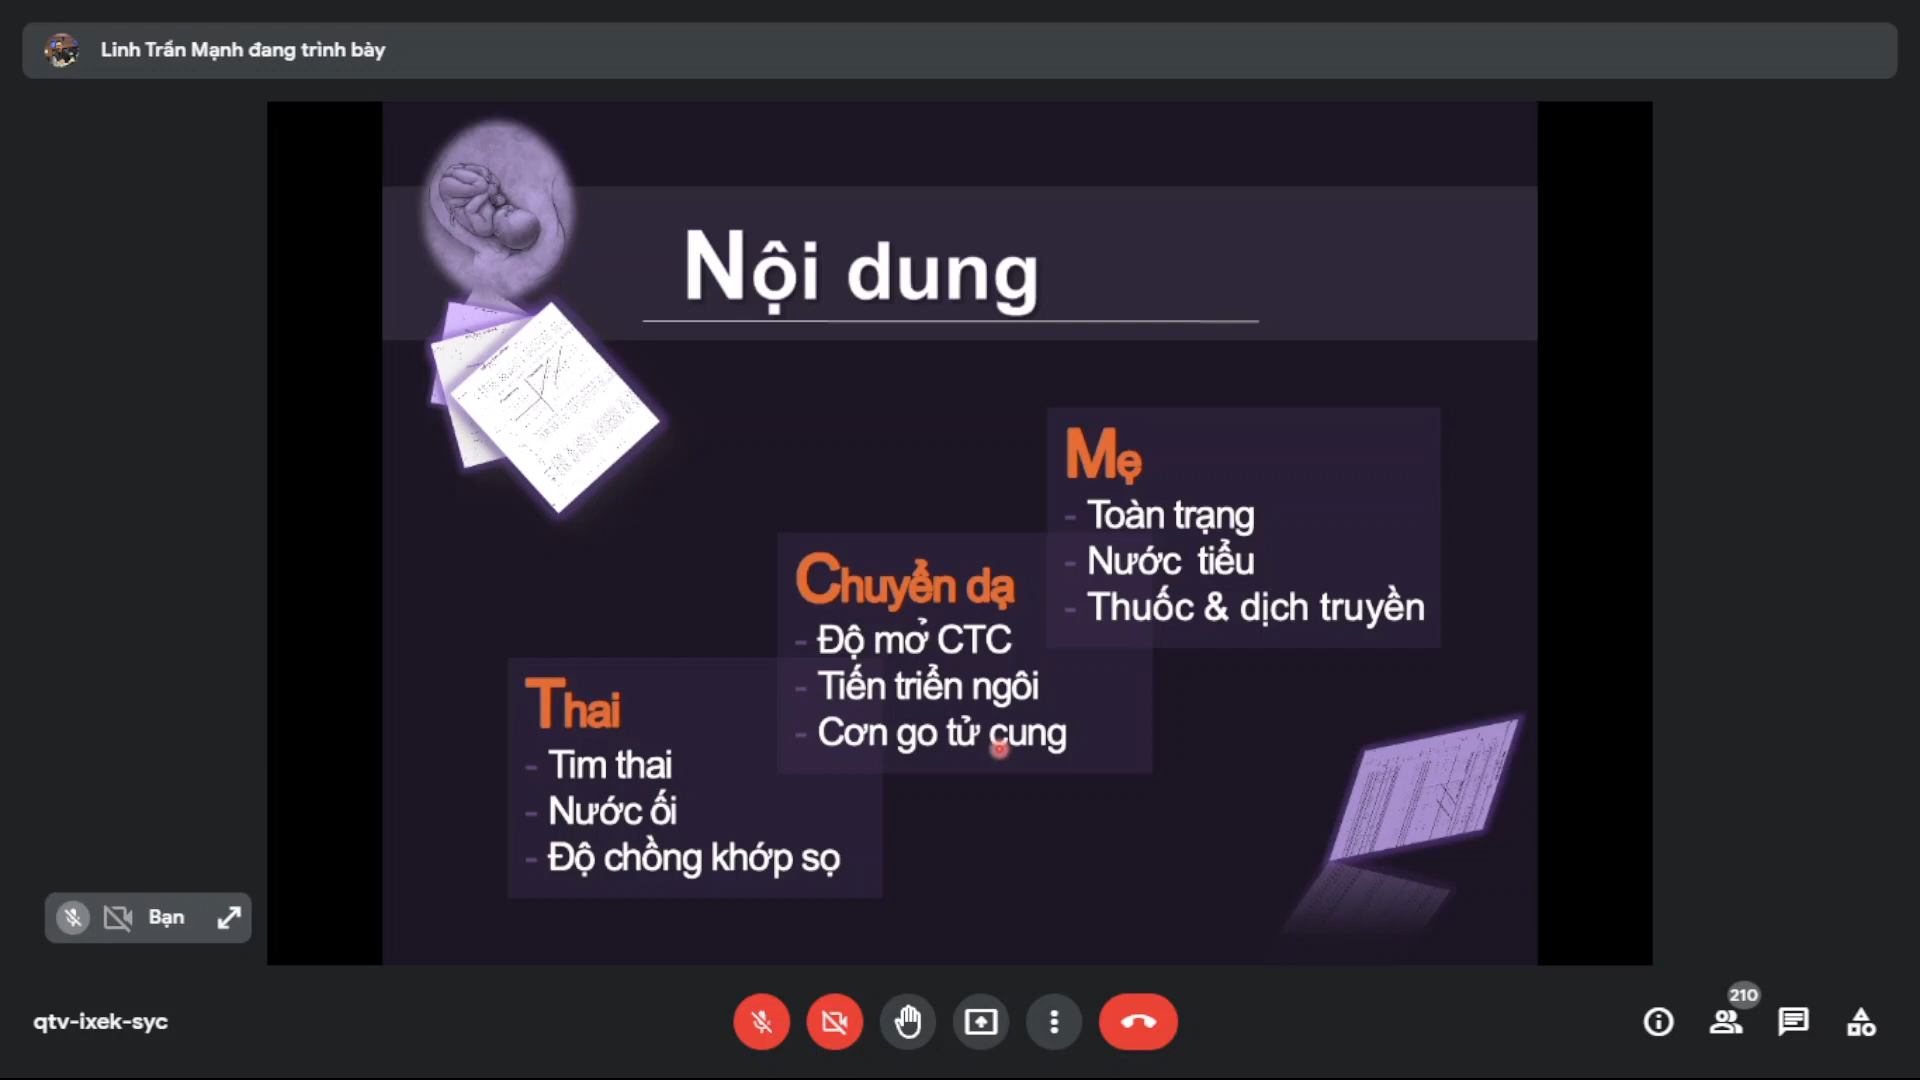 Linh Trần Mạnh đang trình bày
Nội dung
Mẹ
- Toàn trạng
- Nước tiểu
- Thuốc & dịch truyền
Chuyển dạ
- Độ mở CTC
- Tiến triển ngôi
- Cơn go tử cung
Thai
- Tim thai
- Nước ối
- Độ chồng khớp sọ
Bạn
qtv-ixek-syc
210